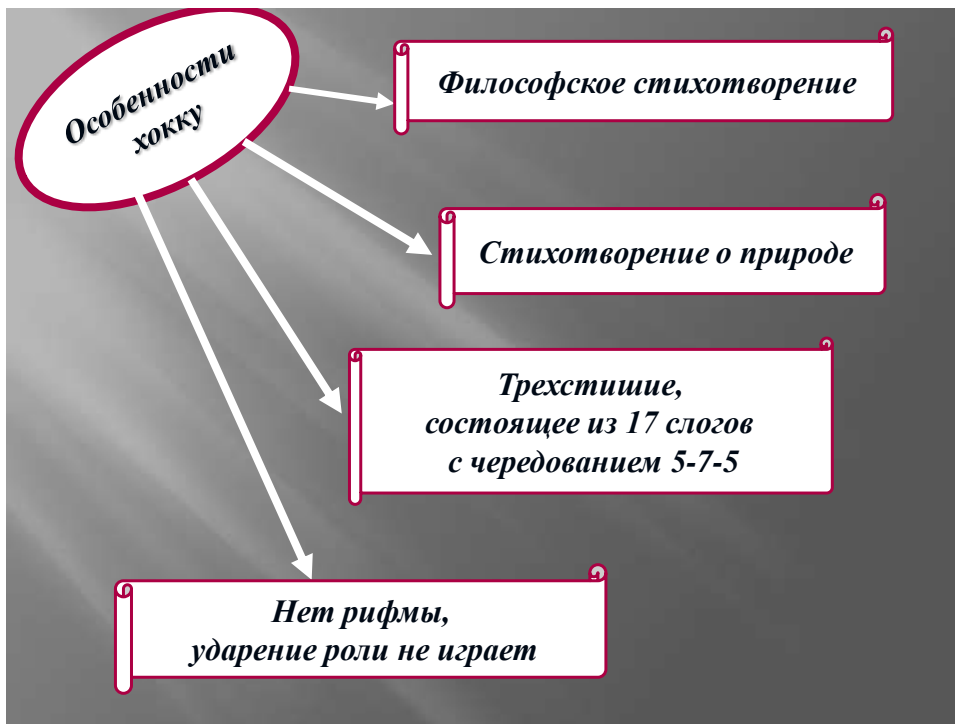 Особенности
хокку
Философское стихотворение
Стихотворение о природе
Трехстишие,
состоящее из 17 слогов
с чередованием 5-7-5
Нет рифмы,
ударение роли не играет